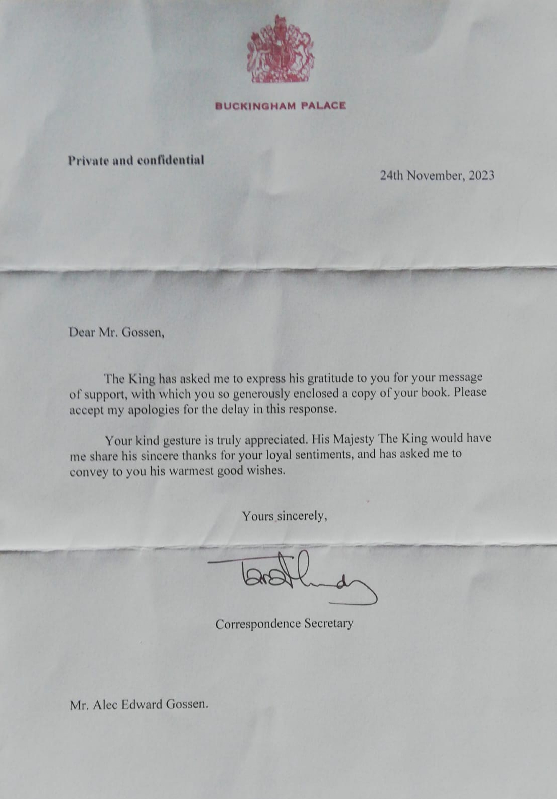 BUCKINGHAM PALACE
Private and confidential
24th November, 2023
Dear Mr. Gossen,
The King has asked me to express his gratitude to you for your message
of support, with which you so generously enclosed a copy of your book. Please
accept my apologies for the delay in this response.
Your kind gesture is truly appreciated. His Majesty The King would have
me share his sincere thanks for your loyal sentiments, and has asked me to
convey to you his warmest good wishes.
Yours sincerely,
Correspondence Secretary
Mr. Alec Edward Gossen.